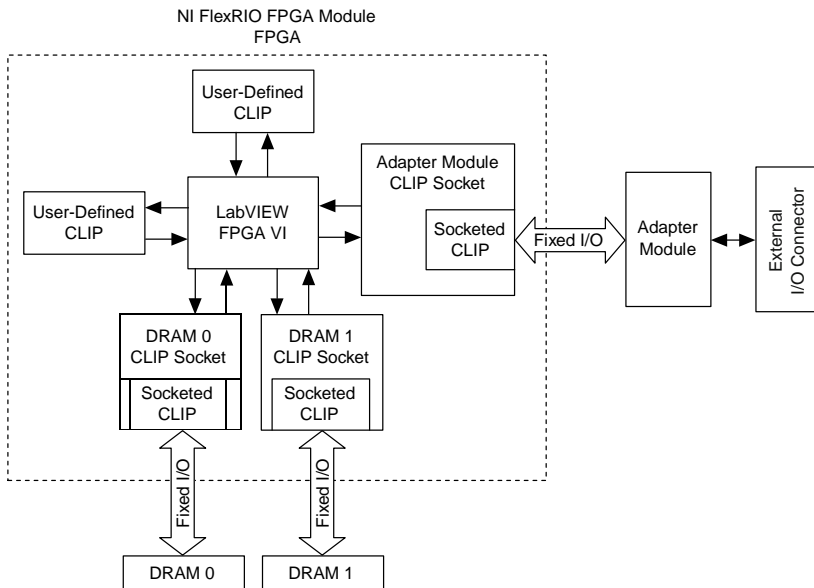 NI FlexRIO FPGA Module
FPGA
User-Defined
CLIP
User-Defined
CLIP
LabVIEW
FPGA VI
Adapter Module
CLIP Socket
Socketed
CLIP
Fixed I/O
Adapter
Module
External
I/O Connector
DRAM 0
CLIP Socket
Socketed
CLIP
DRAM 1
CLIP Socket
Socketed
CLIP
Fixed I/O
Fixed I/O
DRAM 0
DRAM 1